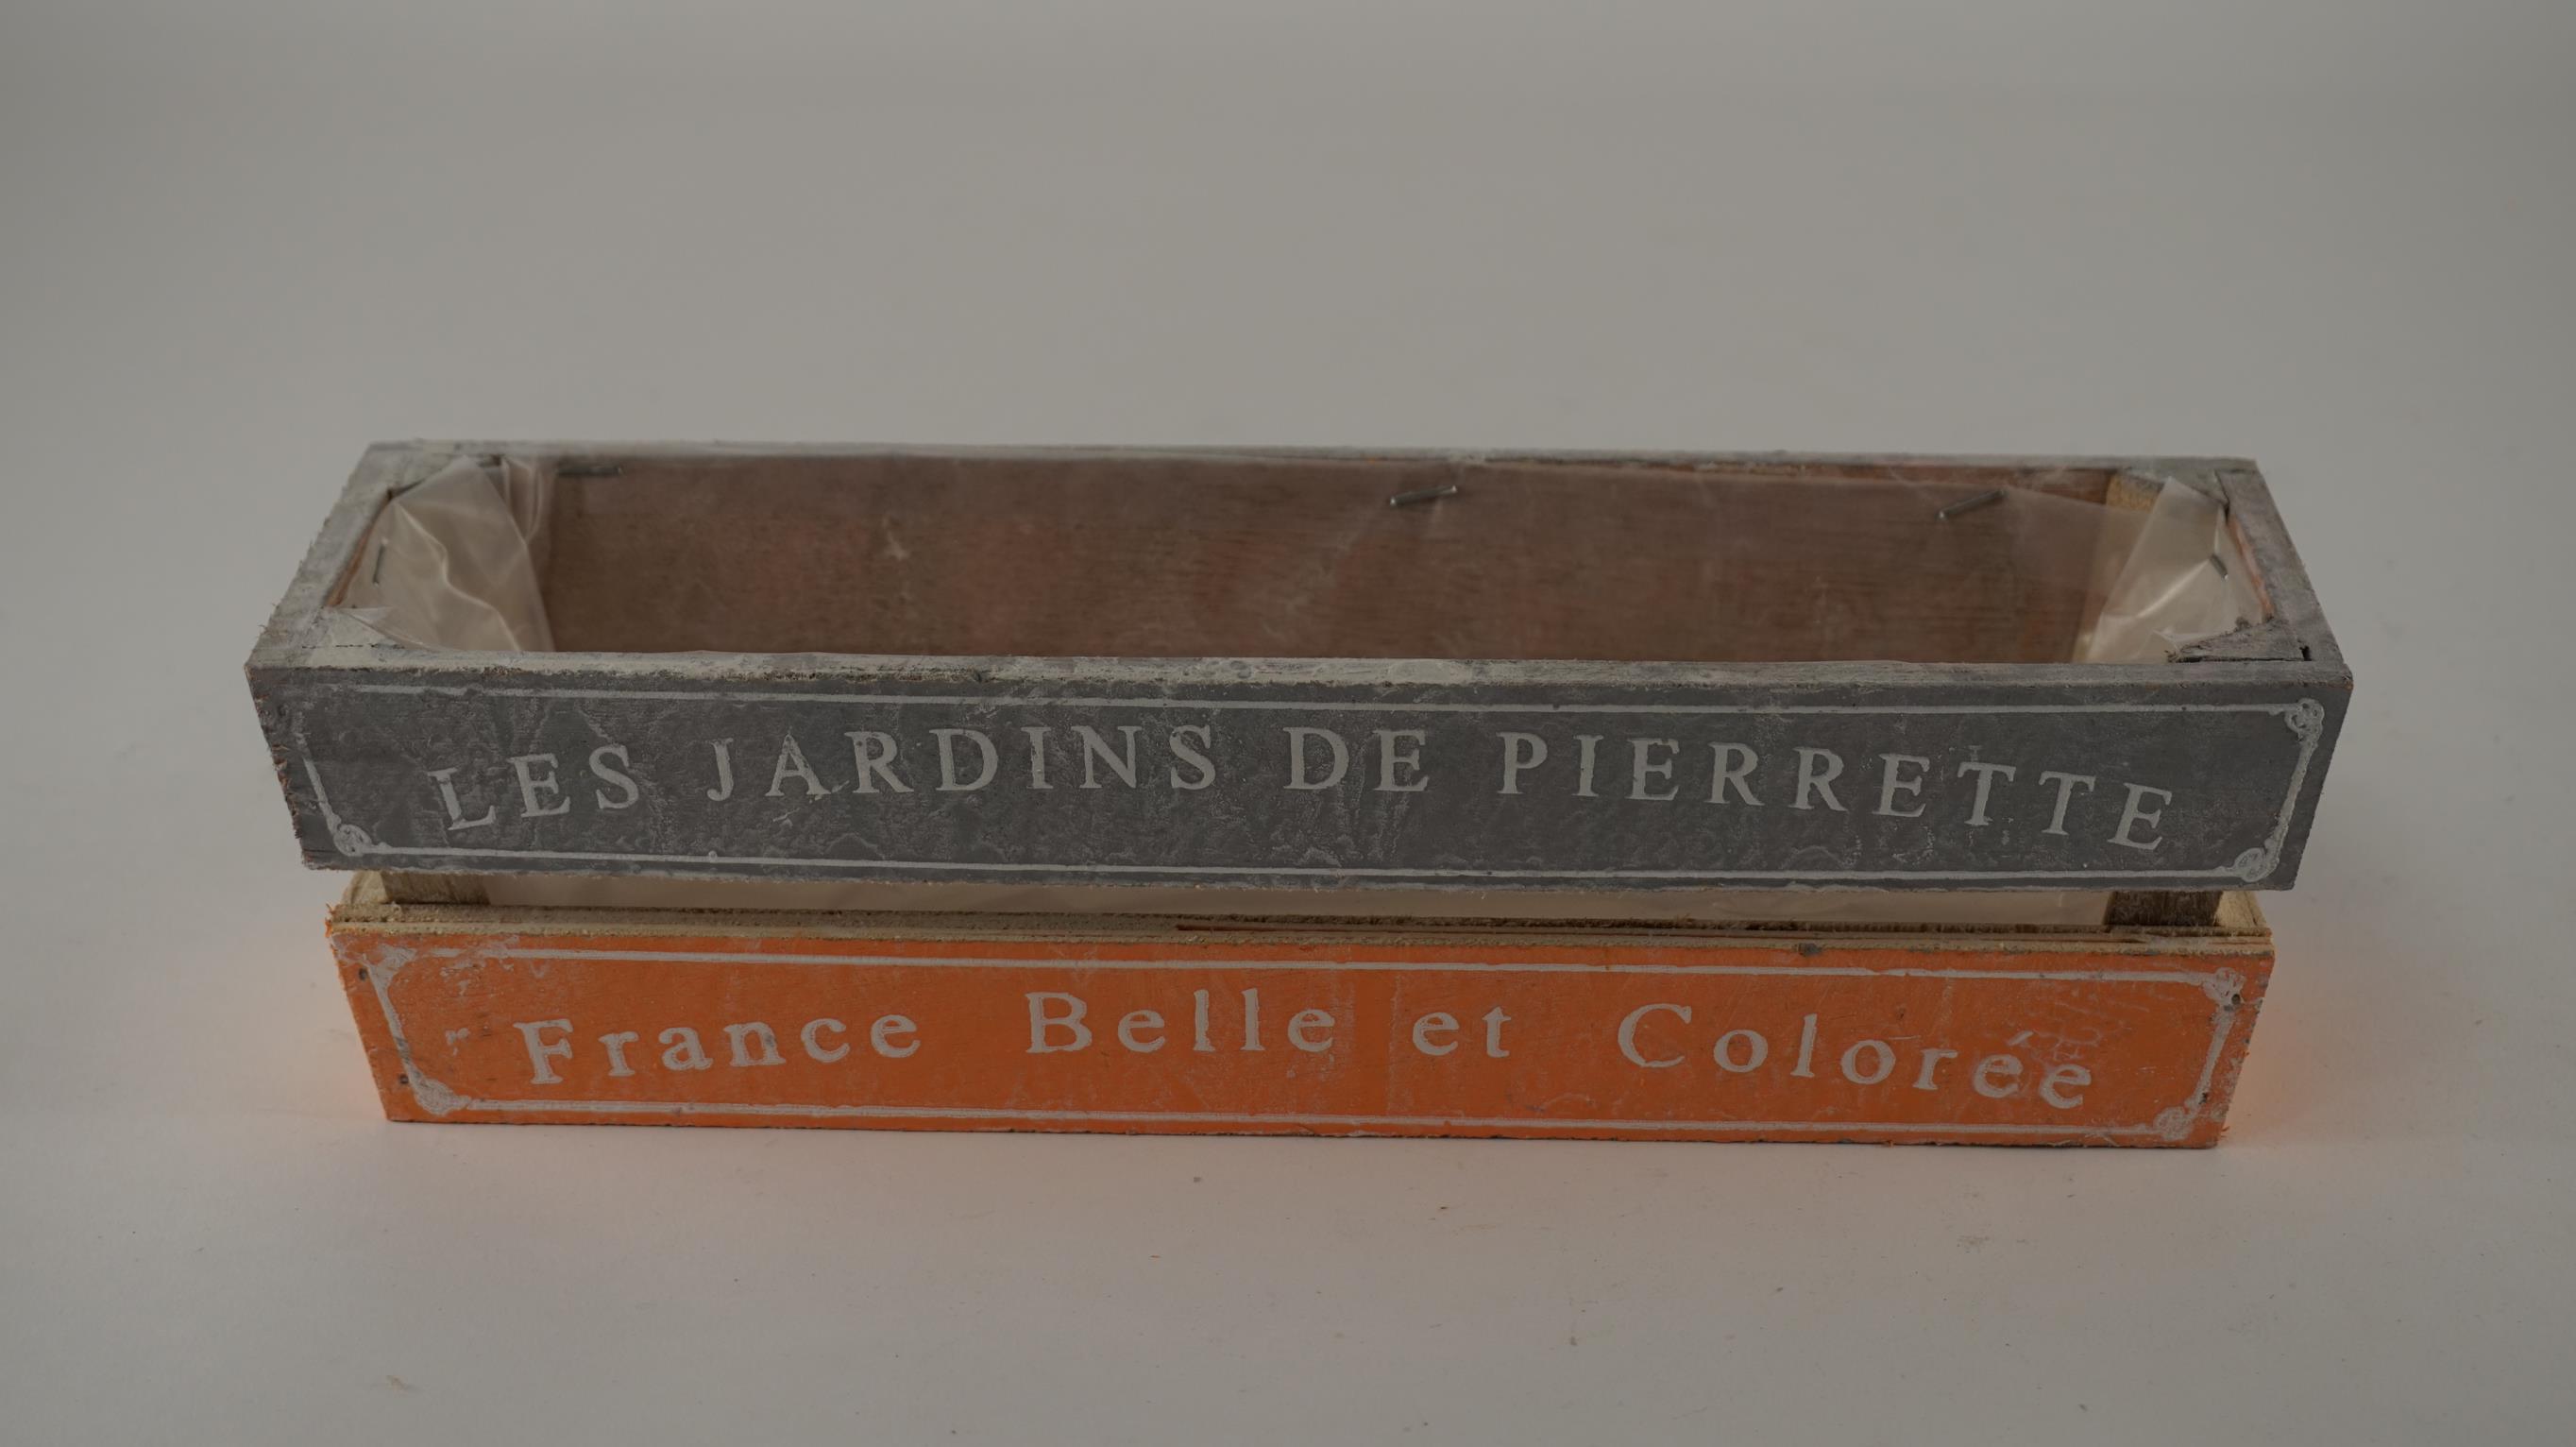 LES JARDINS DE PIERRETTE
France Belle et Colorée